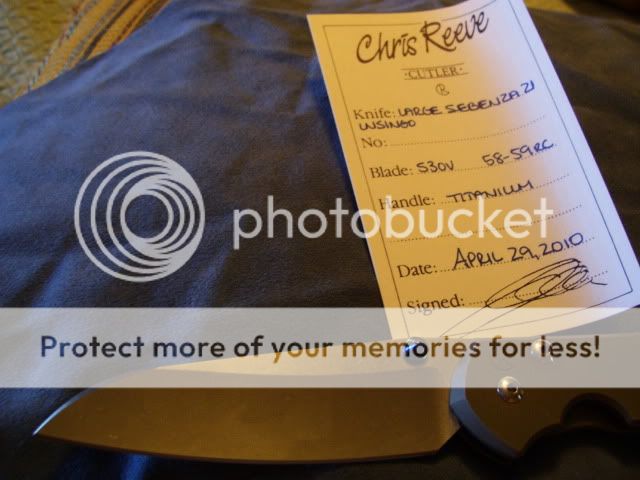 Chris Reeve
·CUTLER·
®
Knife: LARGE SEBENZA 21
INSINGO
No:
Blade: S30V 58-59 RC
Handle: TITANIUM
Date: APRIL 29, 2010
Signed:
photobucket
Protect more of your memories for less!